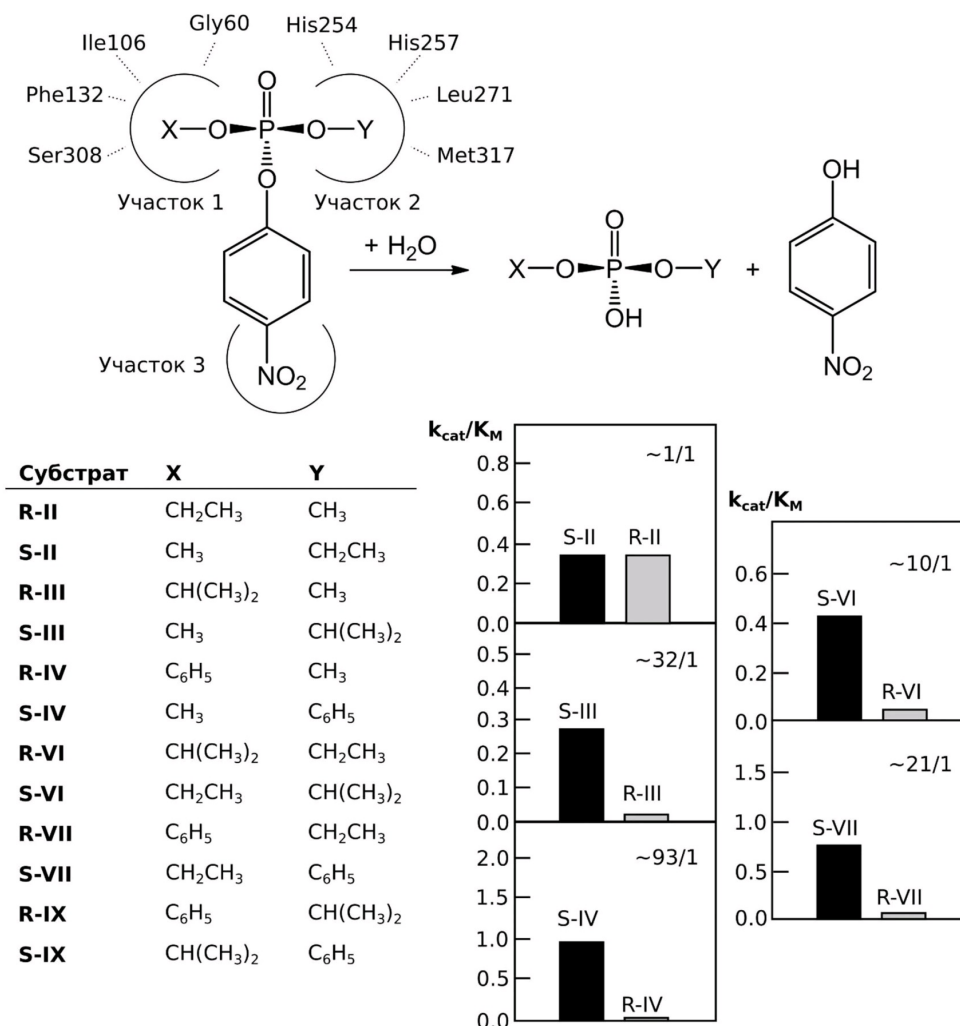 Gly60
His254
Ile106
His257
Phe132
Leu271
Ser308
Met317
O
X—O P O—Y
O
Участок 1
Участок 2
NO₂
Участок 3
+ H₂O
O
X—O P O—Y
OH
+
OH
NO₂
Субстрат X Y
R-II CH₂CH₃ CH₃
S-II CH₃ CH₂CH₃
R-III CH(CH₃)₂ CH₃
S-III CH₃ CH(CH₃)₂
R-IV C₆H₅ CH₃
S-IV CH₃ C₆H₅
R-VI CH(CH₃)₂ CH₂CH₃
S-VI CH₂CH₃ CH(CH₃)₂
R-VII C₆H₅ CH₂CH₃
S-VII CH₂CH₃ C₆H₅
R-IX C₆H₅ CH(CH₃)₂
S-IX CH(CH₃)₂ C₆H₅
k_cat/K_M
~1/1
0.8
0.6
0.4
0.2
0.0
S-II
R-II
~32/1
0.5
0.4
0.3
0.2
0.1
0.0
S-III
R-III
~93/1
2.0
1.5
1.0
0.5
0.0
S-IV
R-IV
k_cat/K_M
~10/1
0.6
0.4
0.2
0.0
S-VI
R-VI
~21/1
1.5
1.0
0.5
0.0
S-VII
R-VII